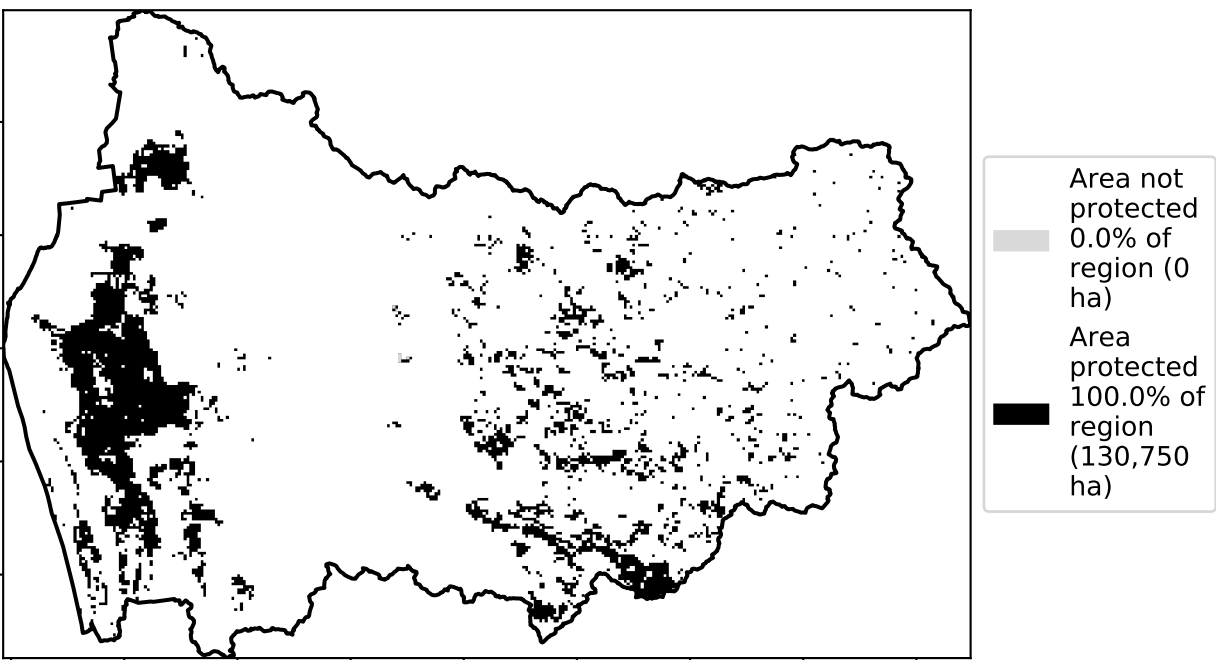 Area not
protected
0.0% of
region (0
ha)
Area
protected
100.0% of
region
(130,750
ha)